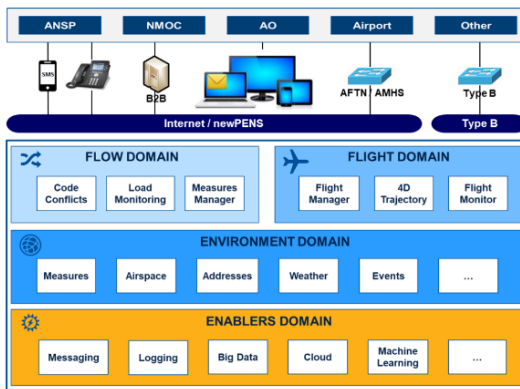 ANSP NMOC AO Airport Other
SMS
B2B
AFTN / AMHS
Type B
Internet / newPENS
Type B
FLOW DOMAIN
Code
Conflicts
Load
Monitoring
Measures
Manager
FLIGHT DOMAIN
Flight
Manager
4D
Trajectory
Flight
Monitor
ENVIRONMENT DOMAIN
Measures
Airspace
Addresses
Weather
Events
...
ENABLERS DOMAIN
Messaging
Logging
Big Data
Cloud
Machine
Learning
...